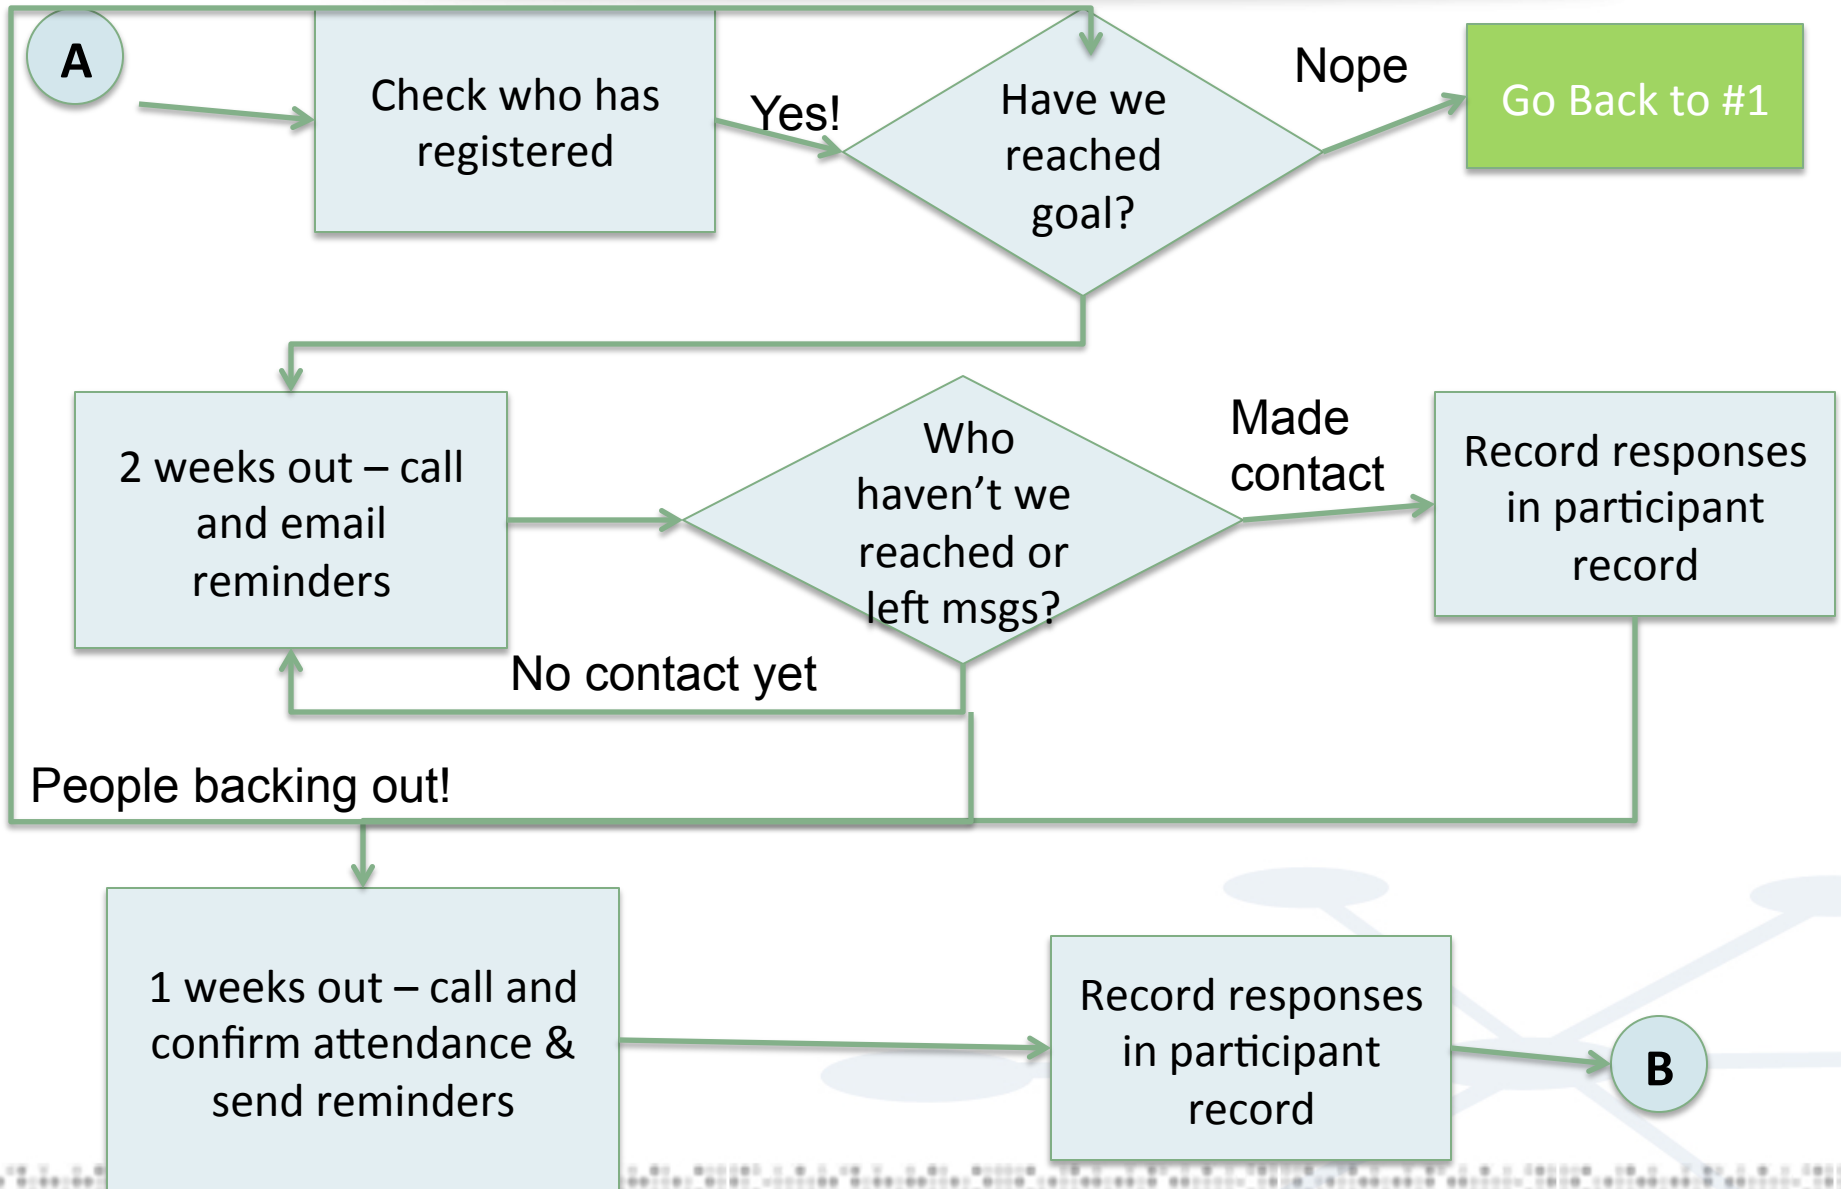 A
Check who has
registered
Yes!
Have we
reached
goal?
Nope
Go Back to #1
2 weeks out – call
and email
reminders
Who
haven’t we
reached or
left msgs?
Made
contact
Record responses
in participant
record
No contact yet
People backing out!
1 weeks out – call and
confirm attendance &
send reminders
Record responses
in participant
record
B